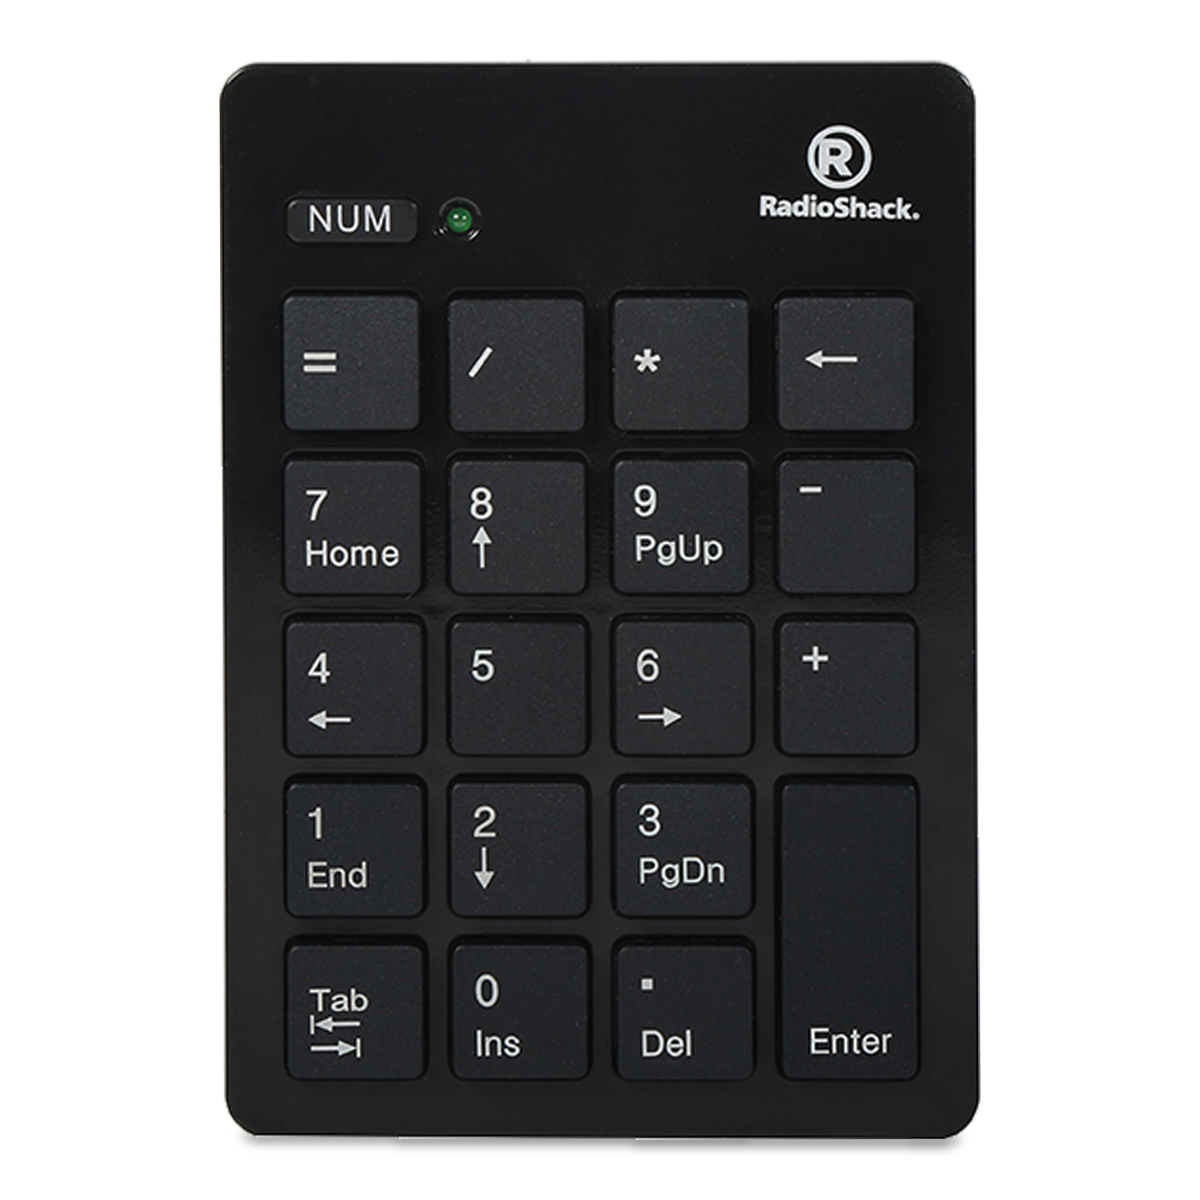 R
RadioShack.
NUM
=
/
*
←
7
Home
8
↑
9
PgUp
-
4
←
5
6
→
+
1
End
2
↓
3
PgDn
Tab
0
Ins
.
Del
Enter